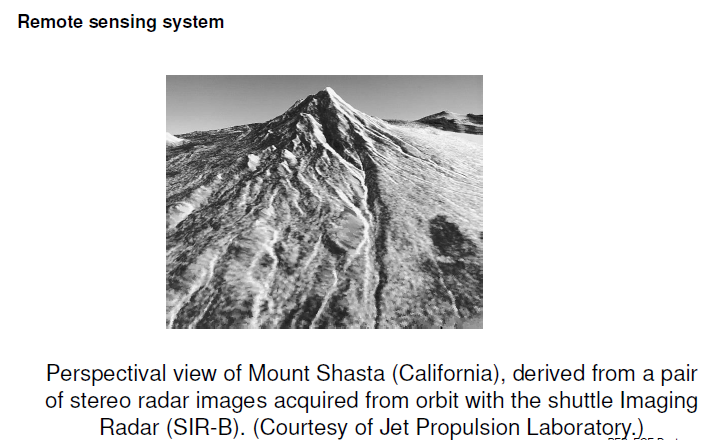 Remote sensing system
Perspectival view of Mount Shasta (California), derived from a pair
of stereo radar images acquired from orbit with the shuttle Imaging
Radar (SIR-B). (Courtesy of Jet Propulsion Laboratory.)